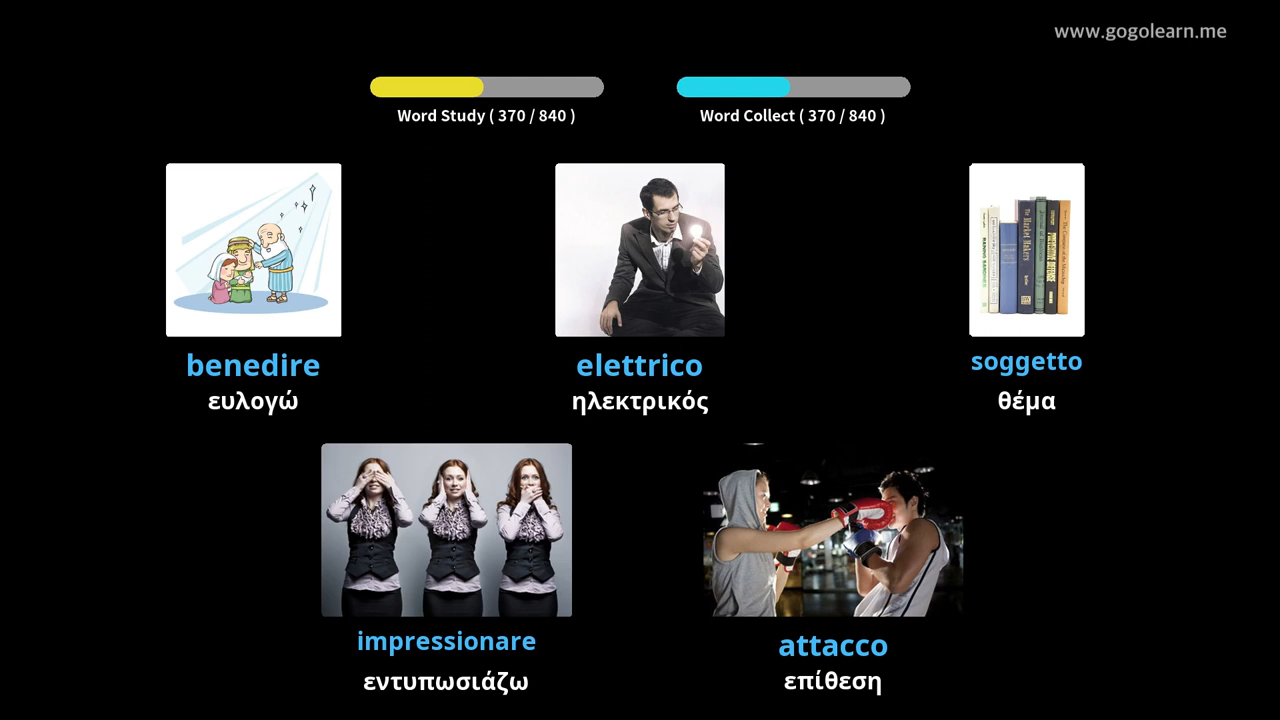 www.gogolearn.me
Word Study ( 370 / 840 )
Word Collect ( 370 / 840 )
benedire
ευλογώ
elettrico
ηλεκτρικός
soggetto
θέμα
impressionare
εντυπωσιάζω
attacco
επίθεση